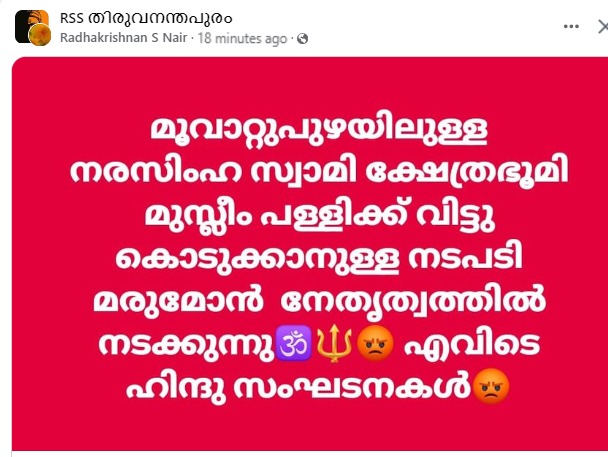 RSS തിരുവനന്തപുരം
Radhakrishnan S Nair · 18 minutes ago ·
മൂവാറ്റുപുഴയിലുള്ള
നരസിംഹ സ്വാമി ക്ഷേത്രഭൂമി
മുസ്ലീം പള്ളിക്ക് വിട്ടു
കൊടുക്കാനുള്ള നടപടി
മരുമോൻ നേതൃത്വത്തിൽ
നടക്കുന്നു🕉️🔱😡 എവിടെ
ഹിന്ദു സംഘടനകൾ😡